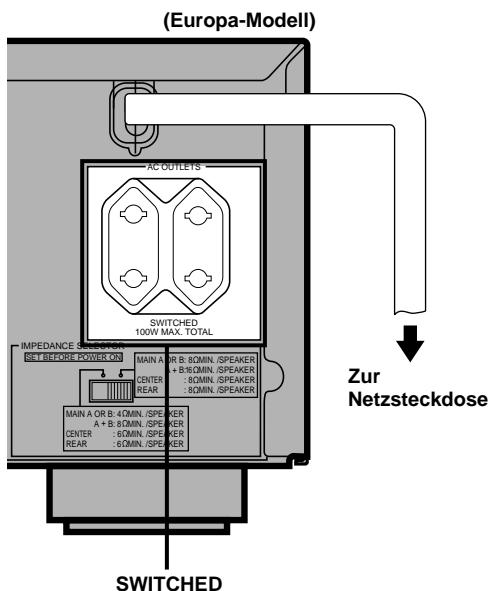 (Europa-Modell)
AC OUTLETS
SWITCHED
100W MAX. TOTAL
IMPEDANCE SELECTOR
SET BEFORE POWER ON
MAIN A OR B: 8ΩMIN. /SPEAKER
A + B:16ΩMIN. /SPEAKER
CENTER : 8ΩMIN. /SPEAKER
REAR : 8ΩMIN. /SPEAKER
MAIN A OR B: 4ΩMIN. /SPEAKER
A + B: 8ΩMIN. /SPEAKER
CENTER : 6ΩMIN. /SPEAKER
REAR : 6ΩMIN. /SPEAKER
Zur
Netzsteckdose
SWITCHED